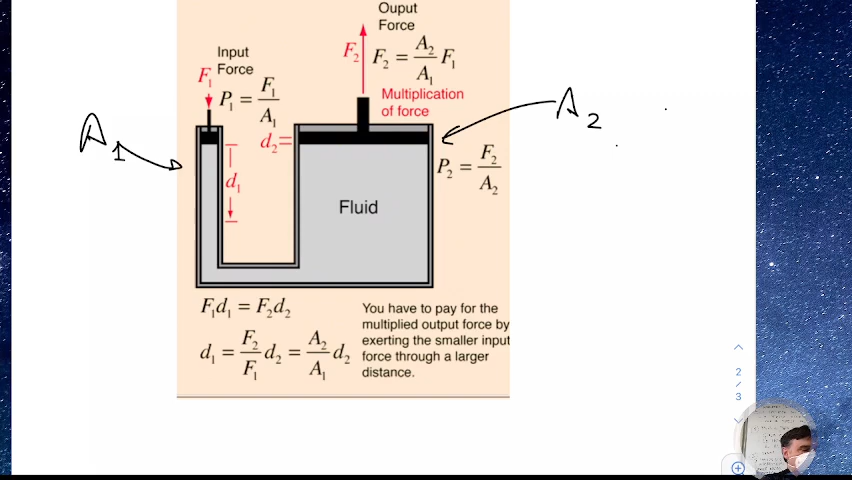 Ouput
Force
F₂
F₂ = A₂/A₁ F₁
Input
Force
F₁
P₁ = F₁/A₁
Multiplication
of force
A₁
A₂
d₂=
d₁
P₂ = F₂/A₂
Fluid
F₁d₁ = F₂d₂
d₁ = F₂/F₁ d₂ = A₂/A₁ d₂
You have to pay for the
multiplied output force by
exerting the smaller input
force through a larger
distance.
2
/
3